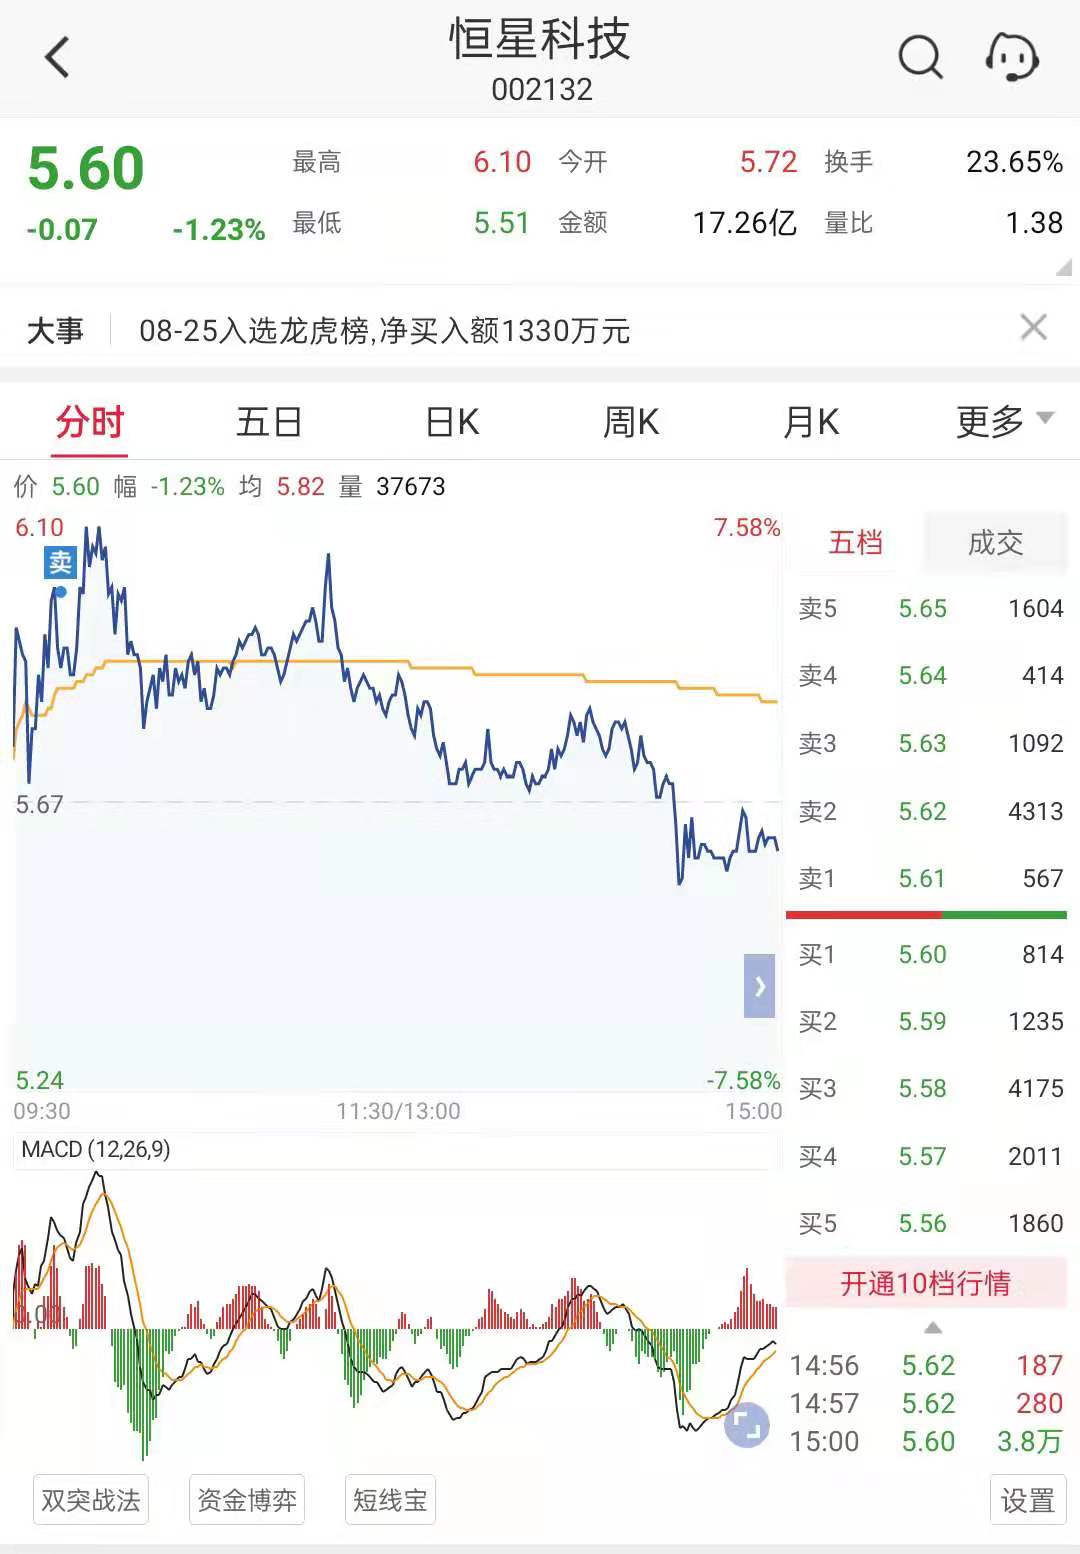 恒星科技
002132
5.60 最高 6.10 今开 5.72 换手 23.65%
-0.07 -1.23% 最低 5.51 金额 17.26亿 量比 1.38
大事 08-25入选龙虎榜,净买入额1330万元
分时 五日 日K 周K 月K 更多
价 5.60 幅 -1.23% 均 5.82 量 37673
6.10 7.58%
卖
5.67
5.24 -7.58%
09:30 11:30/13:00 15:00
MACD (12,26,9)
0.00
五档 成交
卖5 5.65 1604
卖4 5.64 414
卖3 5.63 1092
卖2 5.62 4313
卖1 5.61 567
买1 5.60 814
买2 5.59 1235
买3 5.58 4175
买4 5.57 2011
买5 5.56 1860
开通10档行情
14:56 5.62 187
14:57 5.62 280
15:00 5.60 3.8万
双突战法 资金博弈 短线宝 设置